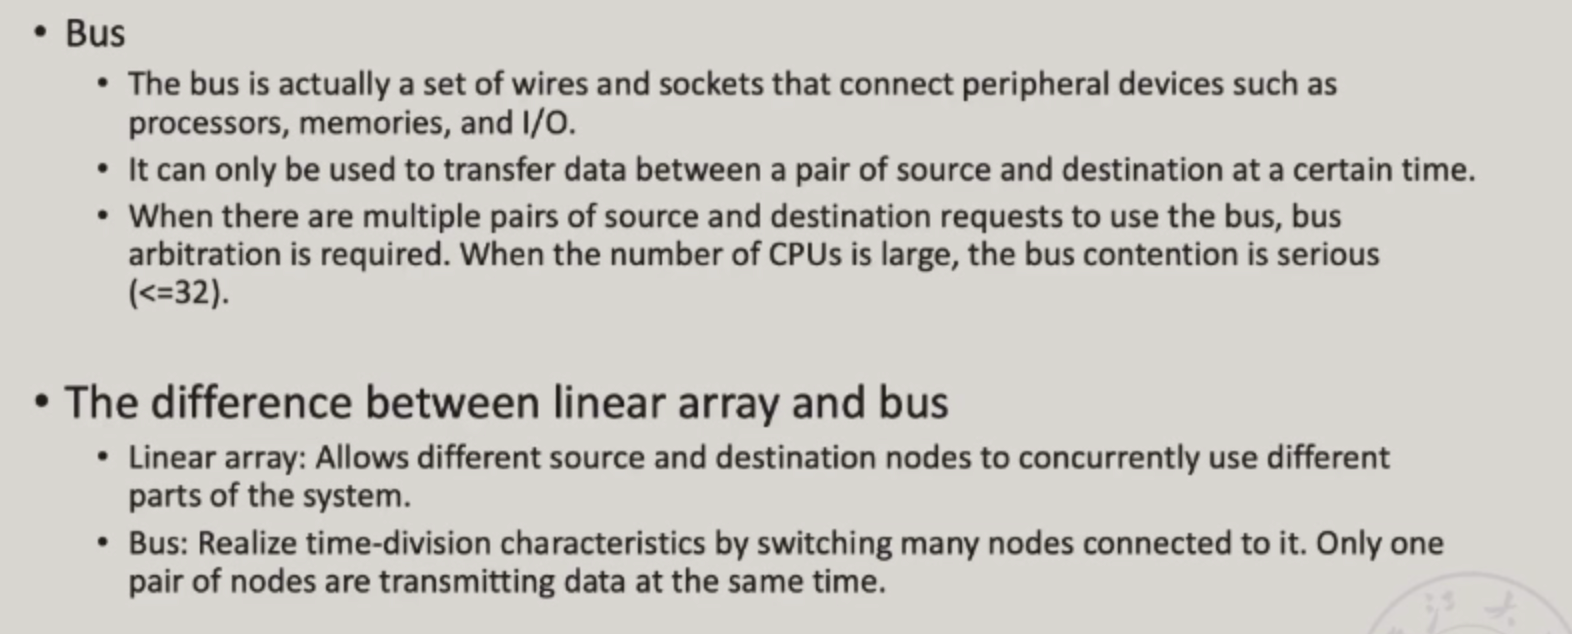 • Bus
• The bus is actually a set of wires and sockets that connect peripheral devices such as
processors, memories, and I/O.
• It can only be used to transfer data between a pair of source and destination at a certain time.
• When there are multiple pairs of source and destination requests to use the bus, bus
arbitration is required. When the number of CPUs is large, the bus contention is serious
(<=32).
• The difference between linear array and bus
• Linear array: Allows different source and destination nodes to concurrently use different
parts of the system.
• Bus: Realize time-division characteristics by switching many nodes connected to it. Only one
pair of nodes are transmitting data at the same time.